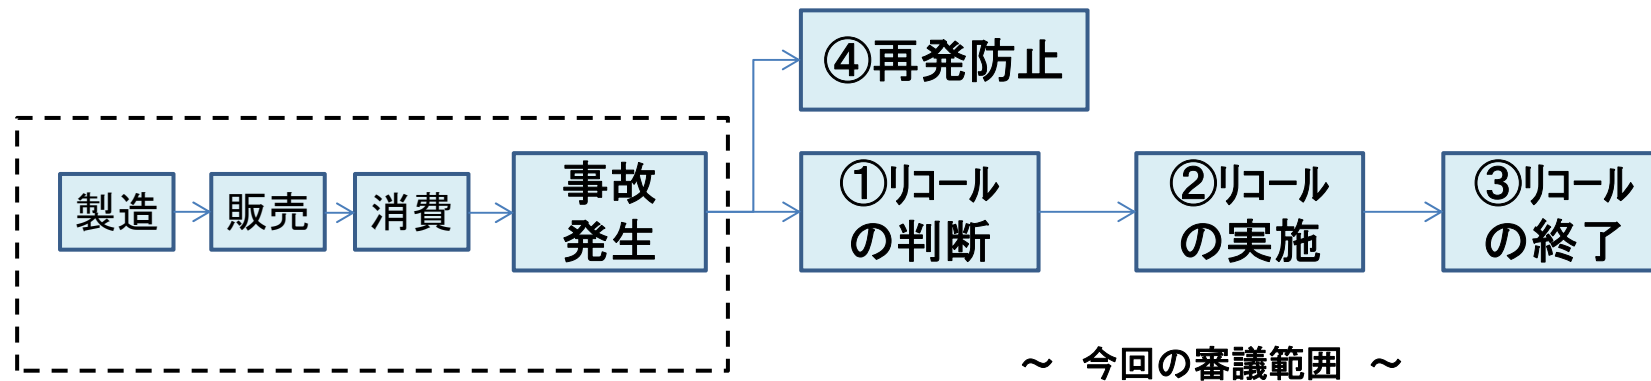 ④再発防止
製造
販売
消費
事故
発生
①リコール
の判断
②リコール
の実施
③リコール
の終了
～ 今回の審議範囲 ～